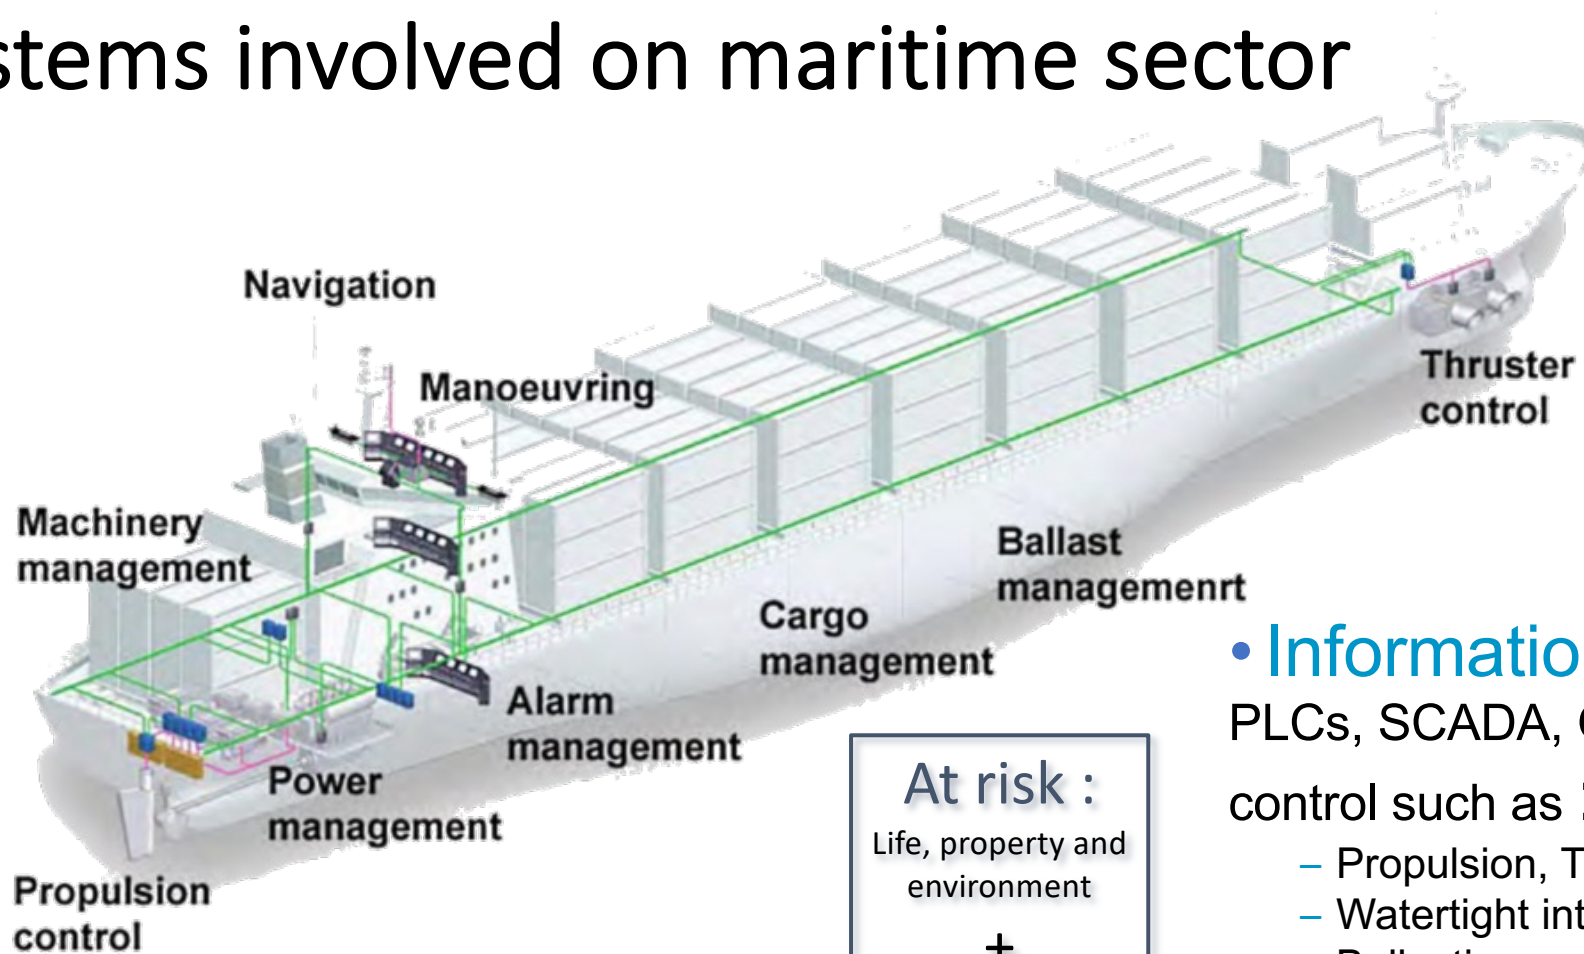 stems involved on maritime sector
Navigation
Manoeuvring
Thruster
control
Machinery
management
Ballast
managemenrt
Cargo
management
Alarm
management
Power
management
Propulsion
control
At risk :
Life, property and
environment
+
• Informatio
PLCs, SCADA,
control such as
– Propulsion, T
– Watertight int